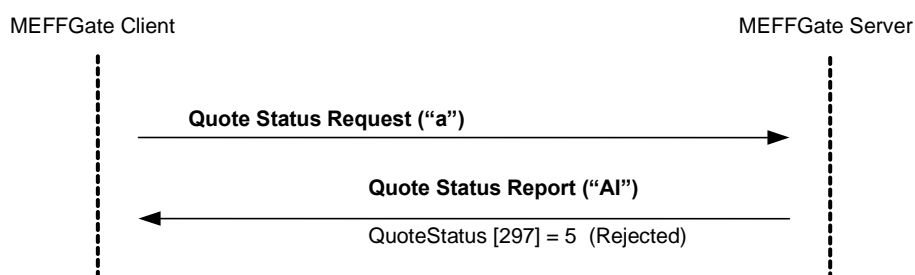 MEFFGate Client
MEFFGate Server
Quote Status Request (“a”)
Quote Status Report (“AI”)
QuoteStatus [297] = 5  (Rejected)